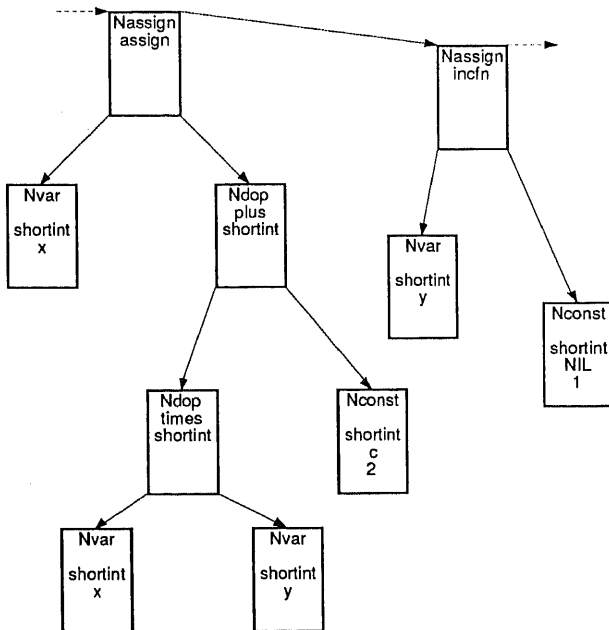 Nassign
assign
Nassign
incfn
Nvar
shortint
x
Ndop
plus
shortint
Nvar
shortint
y
Nconst
shortint
NIL
1
Ndop
times
shortint
Nconst
shortint
c
2
Nvar
shortint
x
Nvar
shortint
y